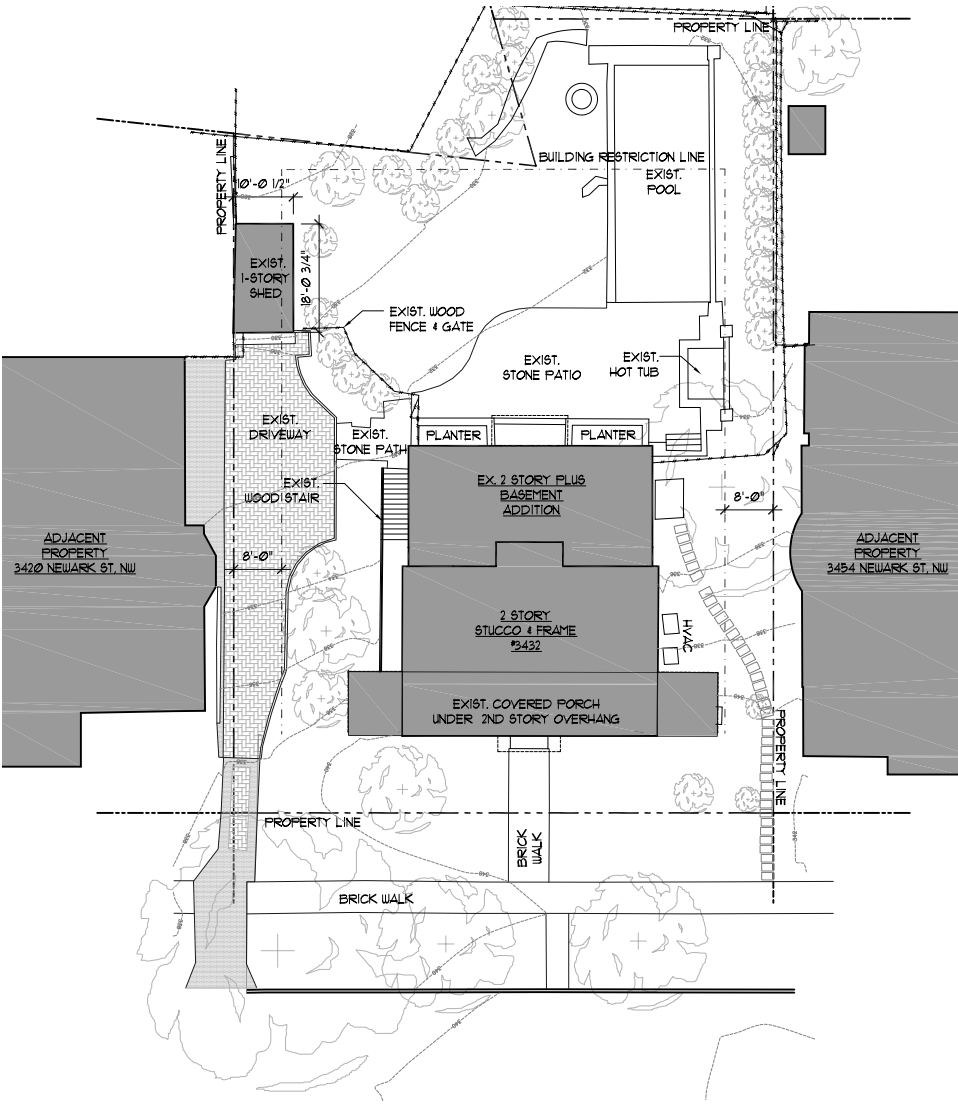 PROPERTY LINE
PROPERTY LINE
BUILDING RESTRICTION LINE
EXIST.
POOL
10'-0 1/2"
EXIST.
1-STORY
SHED
18'-0 3/4"
EXIST. WOOD
FENCE & GATE
EXIST.
STONE PATIO
EXIST.
HOT TUB
EXIST.
DRIVEWAY
EXIST.
STONE PATH
PLANTER
PLANTER
EXIST.
WOOD STAIR
EX. 2 STORY PLUS
BASEMENT
ADDITION
8'-0"
ADJACENT
PROPERTY
3420 NEWARK ST, NW
8'-0"
ADJACENT
PROPERTY
3454 NEWARK ST, NW
2 STORY
STUCCO & FRAME
#3432
HVAC
EXIST. COVERED PORCH
UNDER 2ND STORY OVERHANG
PROPERTY LINE
PROPERTY LINE
BRICK
WALK
BRICK WALK